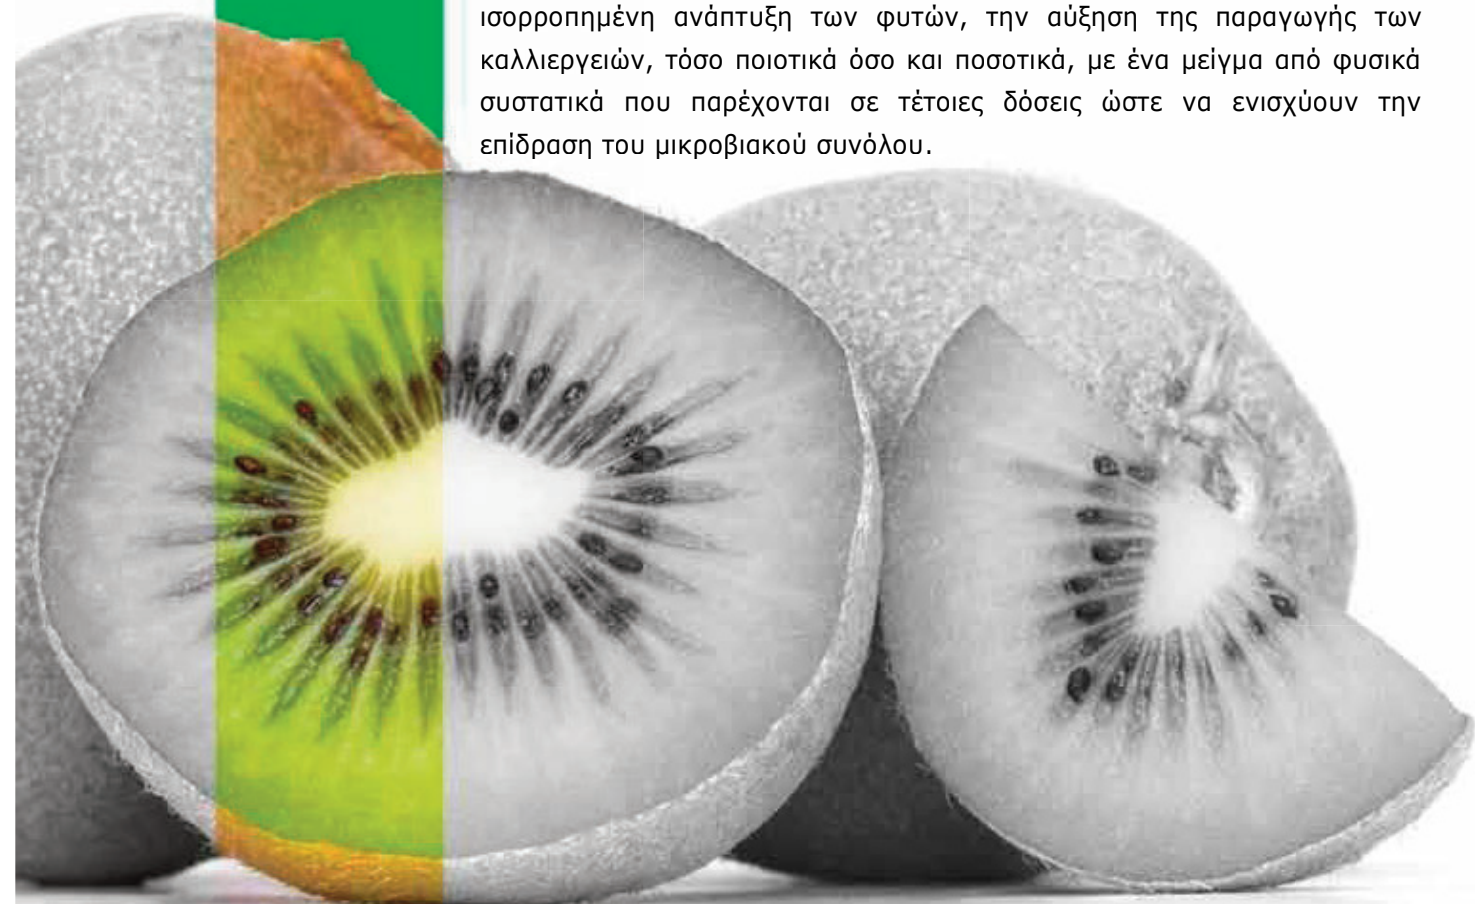 ισορροπημένη ανάπτυξη των φυτών, την αύξηση της παραγωγής των
καλλιεργειών, τόσο ποιοτικά όσο και ποσοτικά, με ένα μείγμα από φυσικά
συστατικά που παρέχονται σε τέτοιες δόσεις ώστε να ενισχύουν την
επίδραση του μικροβιακού συνόλου.